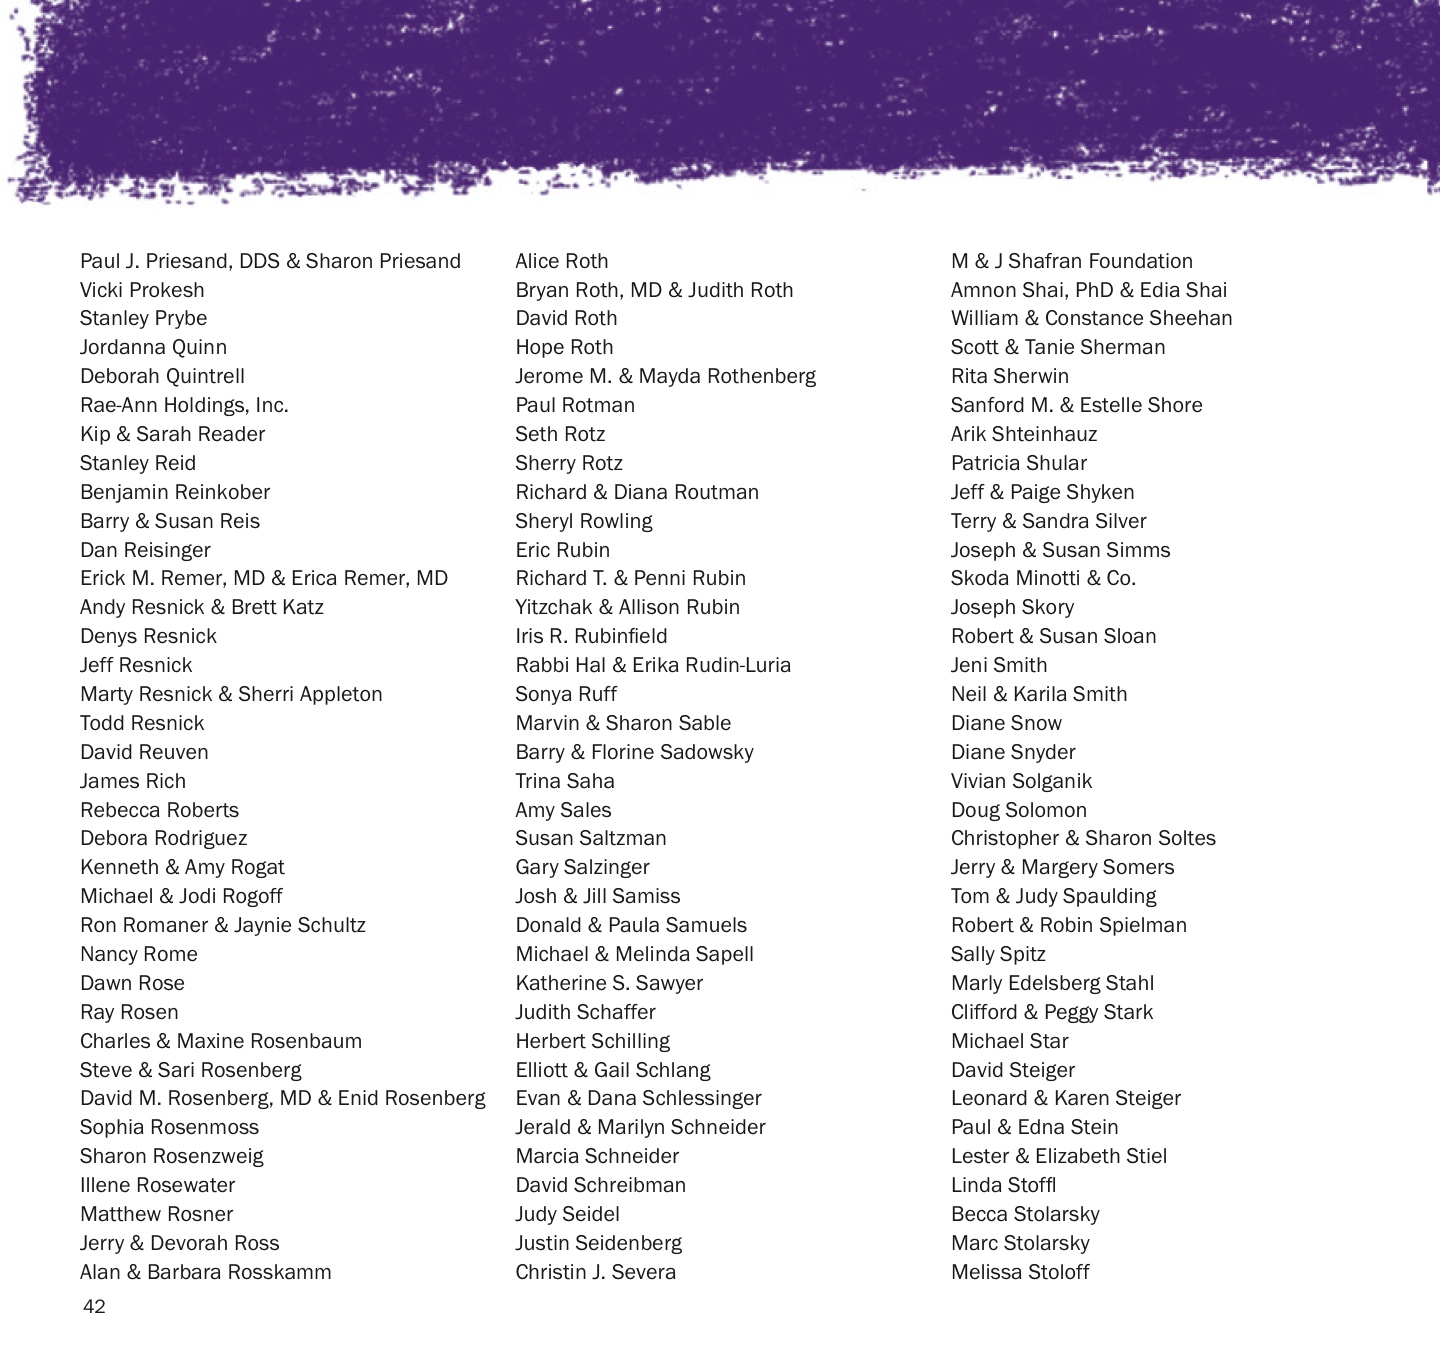 Paul J. Priesand, DDS & Sharon Priesand
Vicki Prokesh
Stanley Prybe
Jordanna Quinn
Deborah Quintrell
Rae-Ann Holdings, Inc.
Kip & Sarah Reader
Stanley Reid
Benjamin Reinkober
Barry & Susan Reis
Dan Reisinger
Erick M. Remer, MD & Erica Remer, MD
Andy Resnick & Brett Katz
Denys Resnick
Jeff Resnick
Marty Resnick & Sherri Appleton
Todd Resnick
David Reuven
James Rich
Rebecca Roberts
Debora Rodriguez
Kenneth & Amy Rogat
Michael & Jodi Rogoff
Ron Romaner & Jaynie Schultz
Nancy Rome
Dawn Rose
Ray Rosen
Charles & Maxine Rosenbaum
Steve & Sari Rosenberg
David M. Rosenberg, MD & Enid Rosenberg
Sophia Rosenmoss
Sharon Rosenzweig
Illene Rosewater
Matthew Rosner
Jerry & Devorah Ross
Alan & Barbara Rosskamm
Alice Roth
Bryan Roth, MD & Judith Roth
David Roth
Hope Roth
Jerome M. & Mayda Rothenberg
Paul Rotman
Seth Rotz
Sherry Rotz
Richard & Diana Routman
Sheryl Rowling
Eric Rubin
Richard T. & Penni Rubin
Yitzchak & Allison Rubin
Iris R. Rubinfield
Rabbi Hal & Erika Rudin-Luria
Sonya Ruff
Marvin & Sharon Sable
Barry & Florine Sadowsky
Trina Saha
Amy Sales
Susan Saltzman
Gary Salzinger
Josh & Jill Samiss
Donald & Paula Samuels
Michael & Melinda Sapell
Katherine S. Sawyer
Judith Schaffer
Herbert Schilling
Elliott & Gail Schlang
Evan & Dana Schlessinger
Jerald & Marilyn Schneider
Marcia Schneider
David Schreibman
Judy Seidel
Justin Seidenberg
Christin J. Severa
M & J Shafran Foundation
Amnon Shai, PhD & Edia Shai
William & Constance Sheehan
Scott & Tanie Sherman
Rita Sherwin
Sanford M. & Estelle Shore
Arik Shteinhauz
Patricia Shular
Jeff & Paige Shyken
Terry & Sandra Silver
Joseph & Susan Simms
Skoda Minotti & Co.
Joseph Skory
Robert & Susan Sloan
Jeni Smith
Neil & Karila Smith
Diane Snow
Diane Snyder
Vivian Solganik
Doug Solomon
Christopher & Sharon Soltes
Jerry & Margery Somers
Tom & Judy Spaulding
Robert & Robin Spielman
Sally Spitz
Marly Edelsberg Stahl
Clifford & Peggy Stark
Michael Star
David Steiger
Leonard & Karen Steiger
Paul & Edna Stein
Lester & Elizabeth Stiel
Linda Stoffl
Becca Stolarsky
Marc Stolarsky
Melissa Stoloff
42